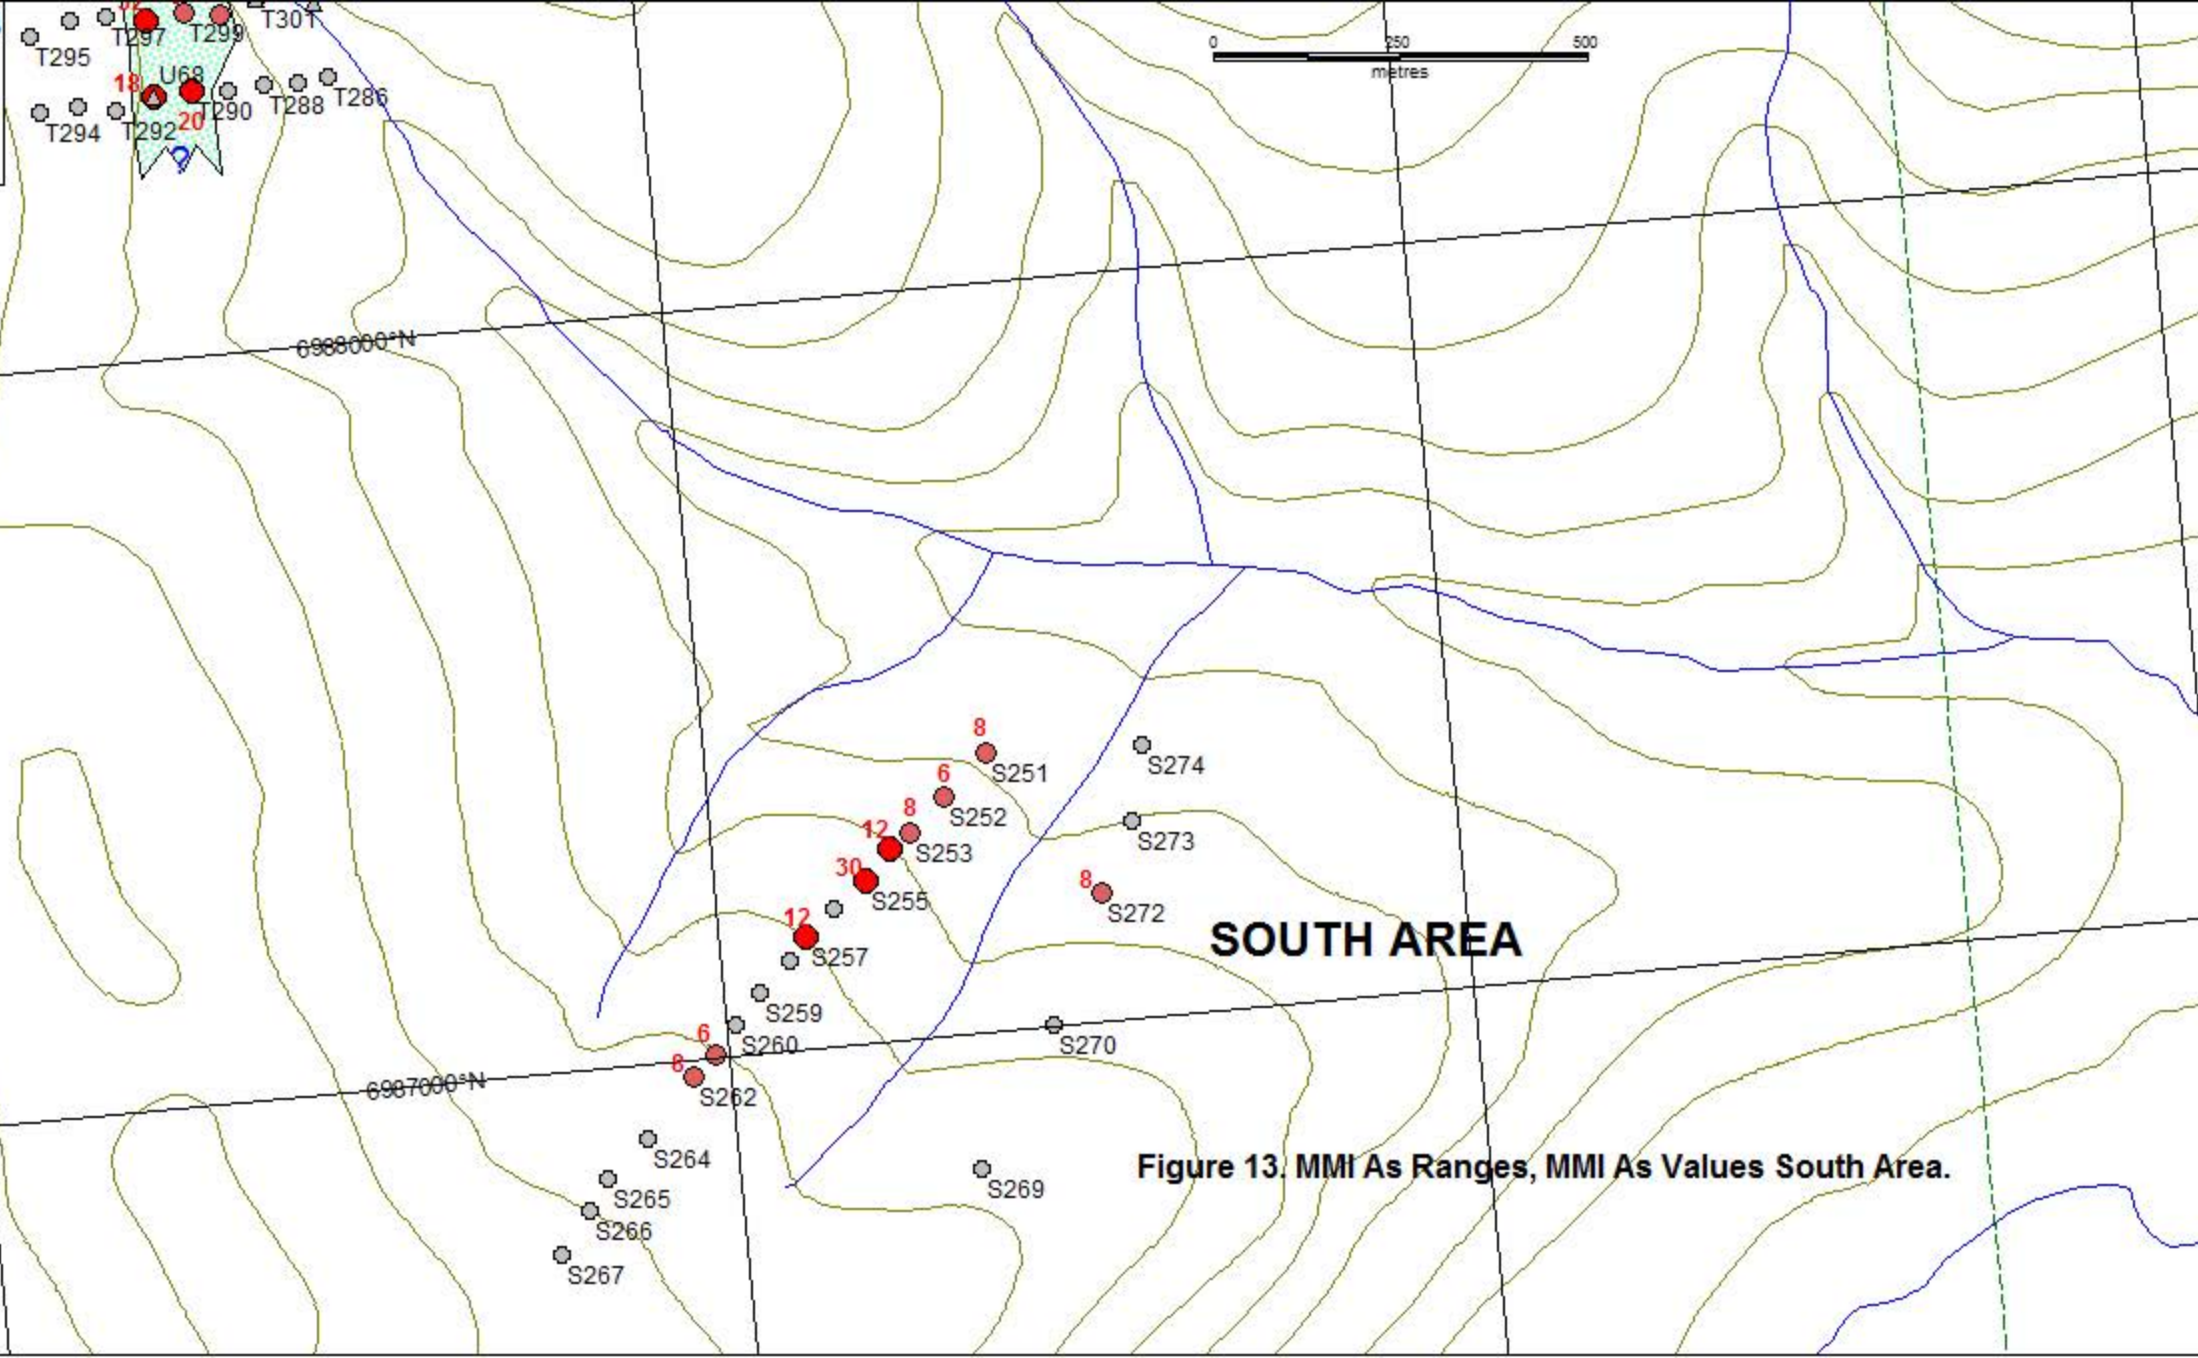 T301
T297
T299
T295
0
250
500
metres
18
U68
T286
T288
T290
20
T292
T294
?
6988000°N
8
S251
S274
6
S252
8
12
S253
S273
30
S255
8
S272
12
S257
SOUTH AREA
S259
6
S260
S270
8
6987000°N
S262
S264
Figure 13. MMI As Ranges, MMI As Values South Area.
S269
S265
S266
S267